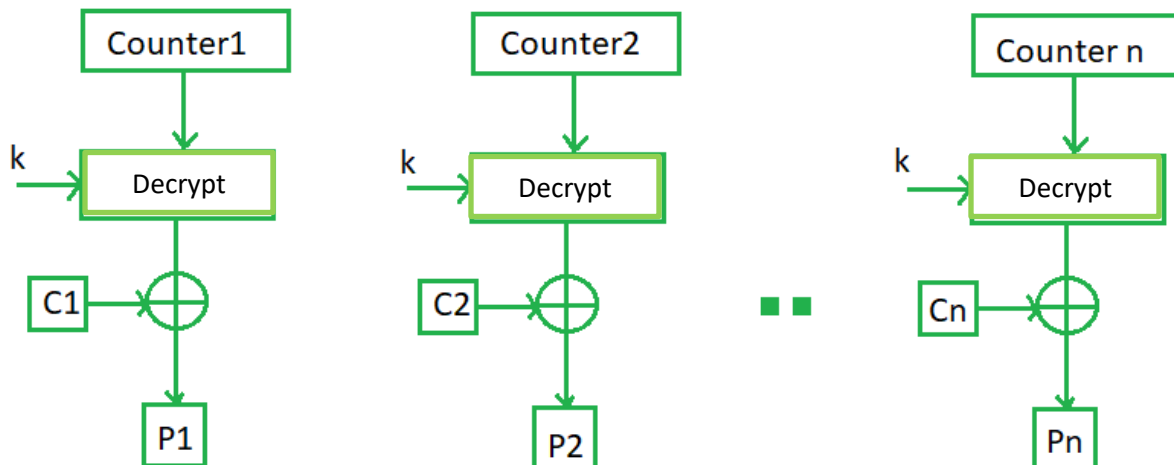 Counter1
Counter2
Counter n
k
Decrypt
k
Decrypt
k
Decrypt
C1
C2
Cn
P1
P2
Pn